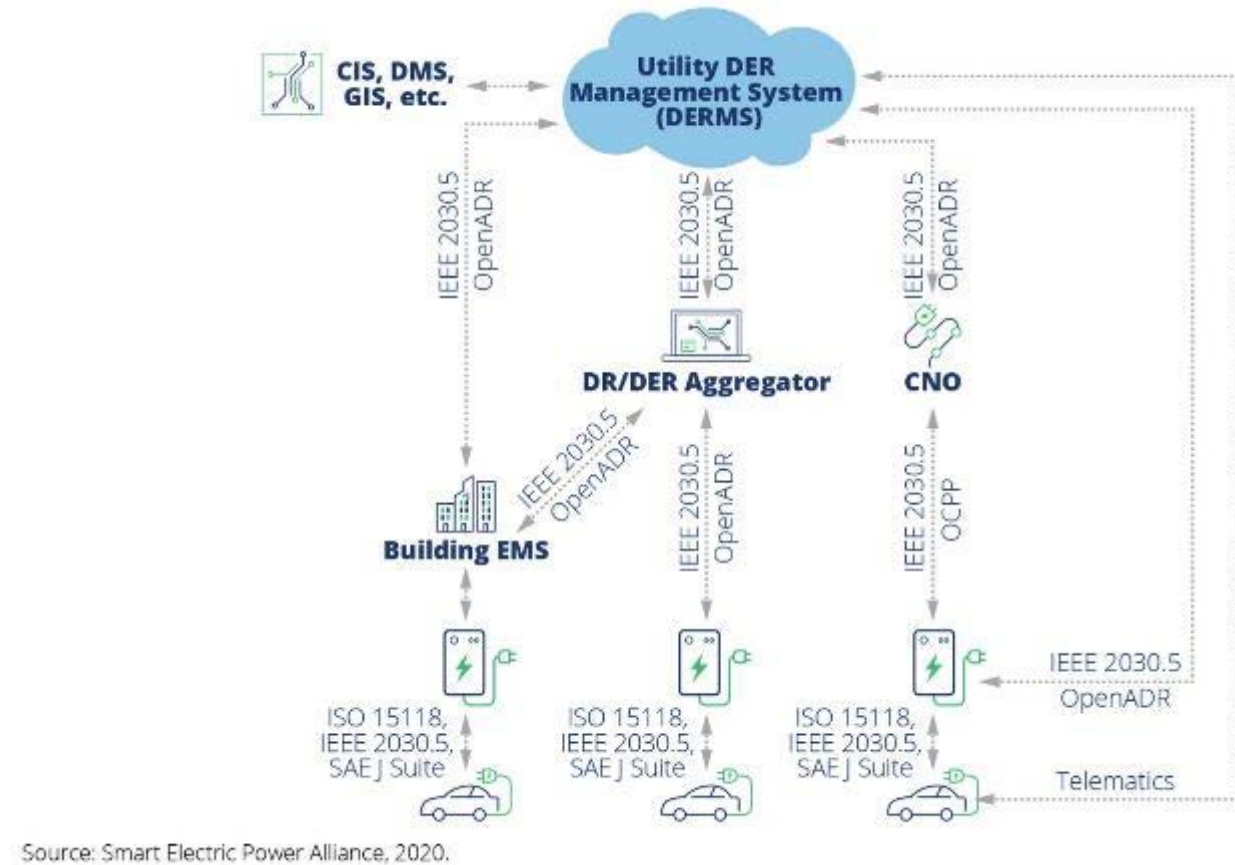 CIS, DMS,
GIS, etc.
Utility DER
Management System
(DERMS)
IEEE 2030.5
OpenADR
IEEE 2030.5
OpenADR
IEEE 2030.5
OpenADR
DR/DER Aggregator
CNO
IEEE 2030.5
OpenADR
IEEE 2030.5
OpenADR
IEEE 2030.5
OCPP
Building EMS
IEEE 2030.5
OpenADR
ISO 15118,
IEEE 2030.5,
SAE J Suite
ISO 15118,
IEEE 2030.5,
SAE J Suite
ISO 15118,
IEEE 2030.5,
SAE J Suite
Telematics
Source: Smart Electric Power Alliance, 2020.